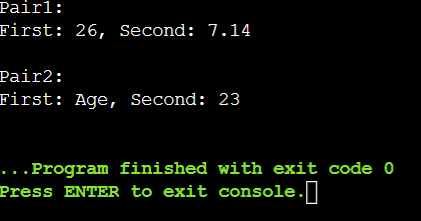 Pair1:
First: 26, Second: 7.14
Pair2:
First: Age, Second: 23
...Program finished with exit code 0
Press ENTER to exit console.